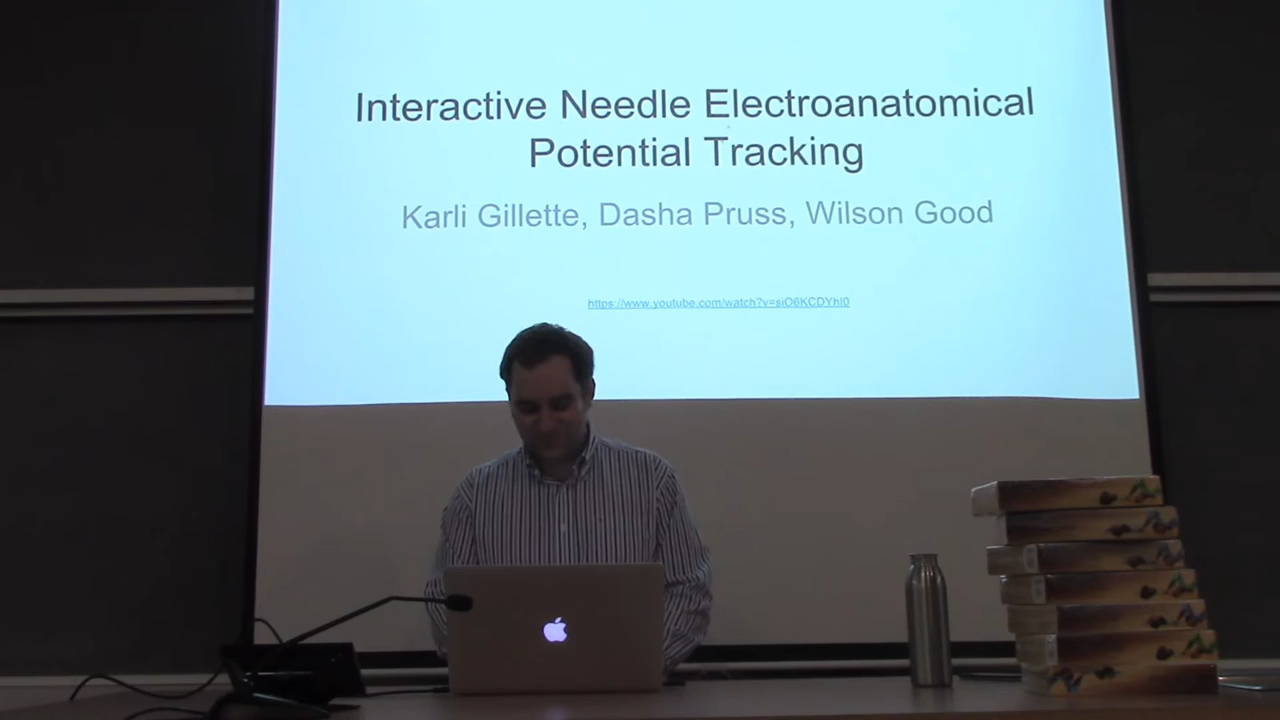 Interactive Needle Electroanatomical
Potential Tracking
Karli Gillette, Dasha Pruss, Wilson Good
https://www.youtube.com/watch?v=siO6KCDYhI0